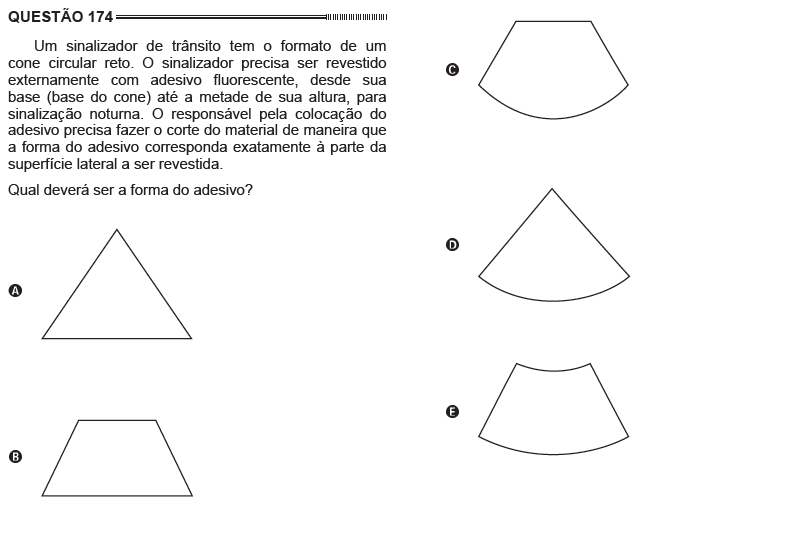 QUESTÃO 174
Um sinalizador de trânsito tem o formato de um
cone circular reto. O sinalizador precisa ser revestido
externamente com adesivo fluorescente, desde sua
base (base do cone) até a metade de sua altura, para
sinalização noturna. O responsável pela colocação do
adesivo precisa fazer o corte do material de maneira que
a forma do adesivo corresponda exatamente à parte da
superfície lateral a ser revestida.
Qual deverá ser a forma do adesivo?
A
B
C
D
E